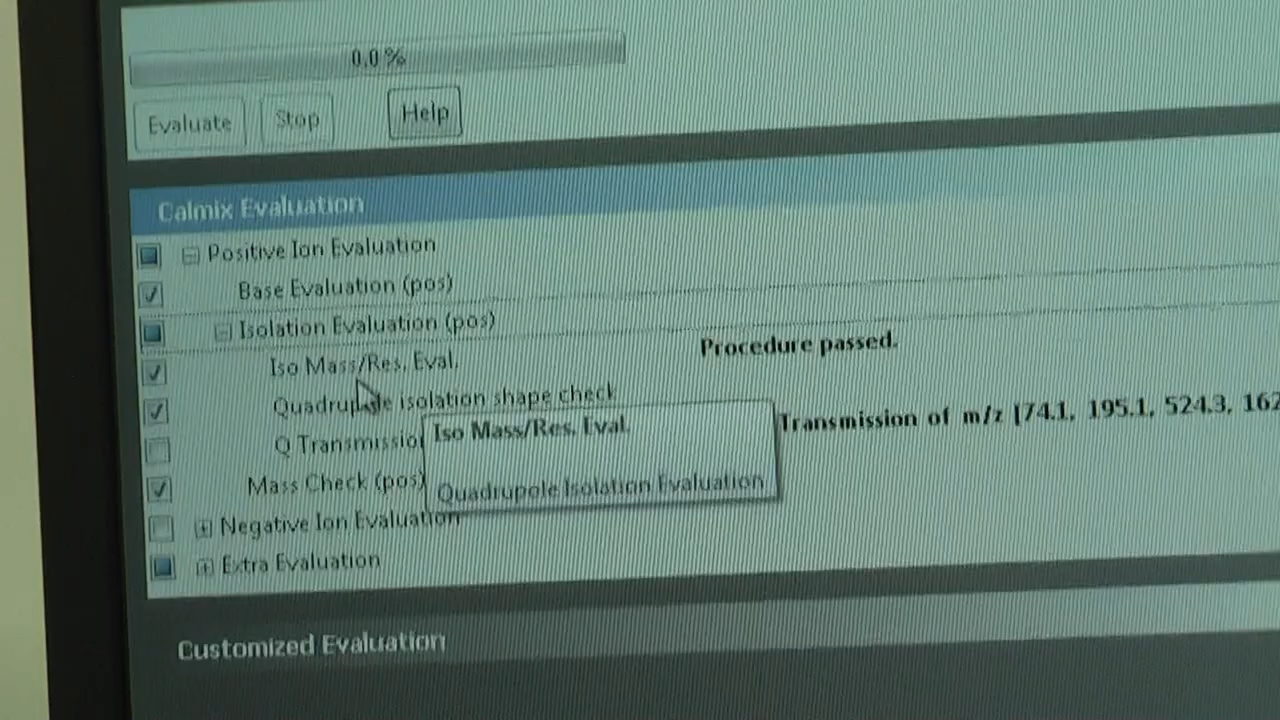 0.0 %
Evaluate Stop Help
Calmix Evaluation
Positive Ion Evaluation
Base Evaluation (pos)
Isolation Evaluation (pos)
Iso Mass/Res. Eval. Procedure passed.
Quadrupole isolation shape check
Q Transmission Transmission of m/z [74.1, 195.1, 524.3, 162
Iso Mass/Res. Eval.
Mass Check (pos)
Quadrupole Isolation Evaluation
Negative Ion Evaluation
Extra Evaluation
Customized Evaluation